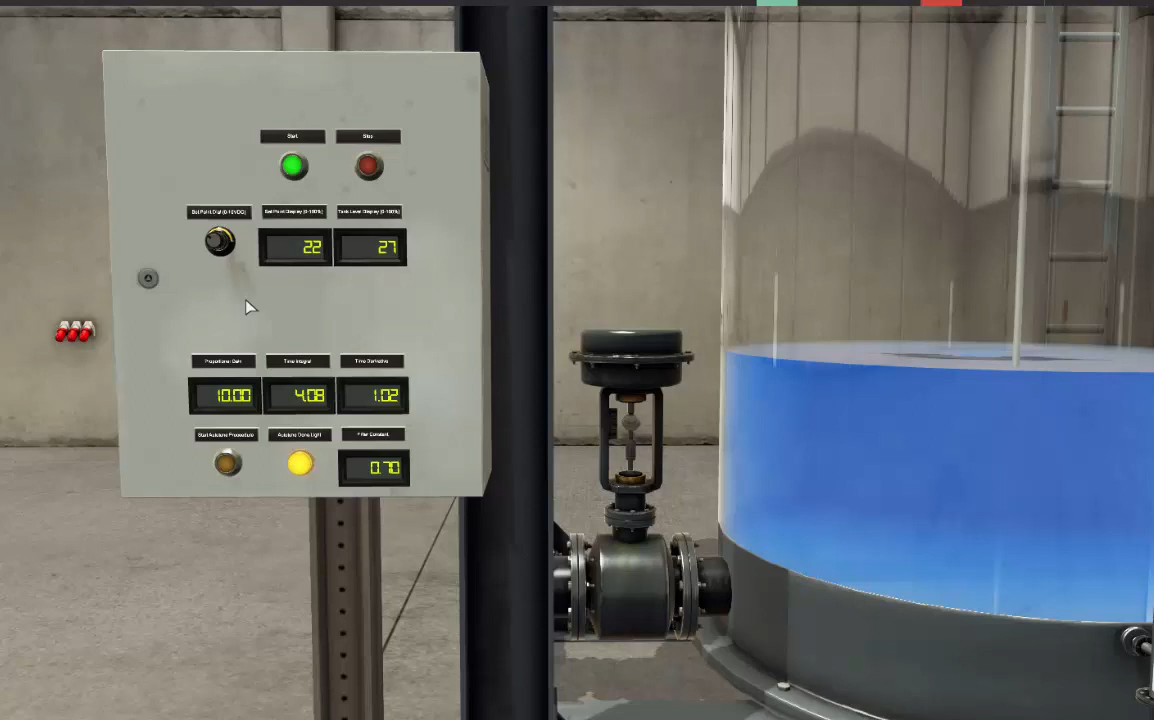 Start
Stop
Set Point Dial (0-10VDC)
Set Point Display (0-100%)
Tank Level Display (0-100%)
22
27
Proportional Gain
Time Integral
Time Derivative
10.00
4.08
1.02
Start Autotune Procedure
Autotune Done Light
Filter Constant
0.70